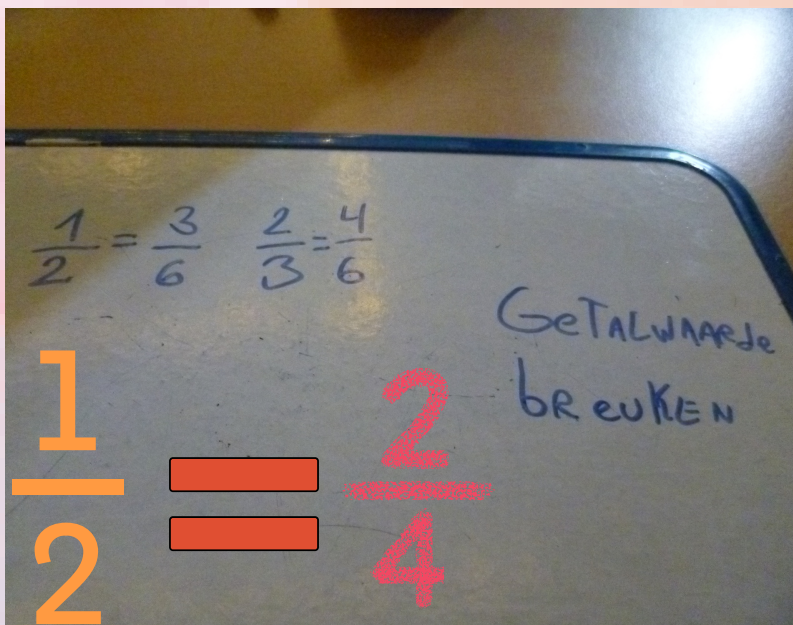 1/2 = 3/6 2/3 = 4/6
GeTALWAARde
bReuKEN
1/2 = 2/4